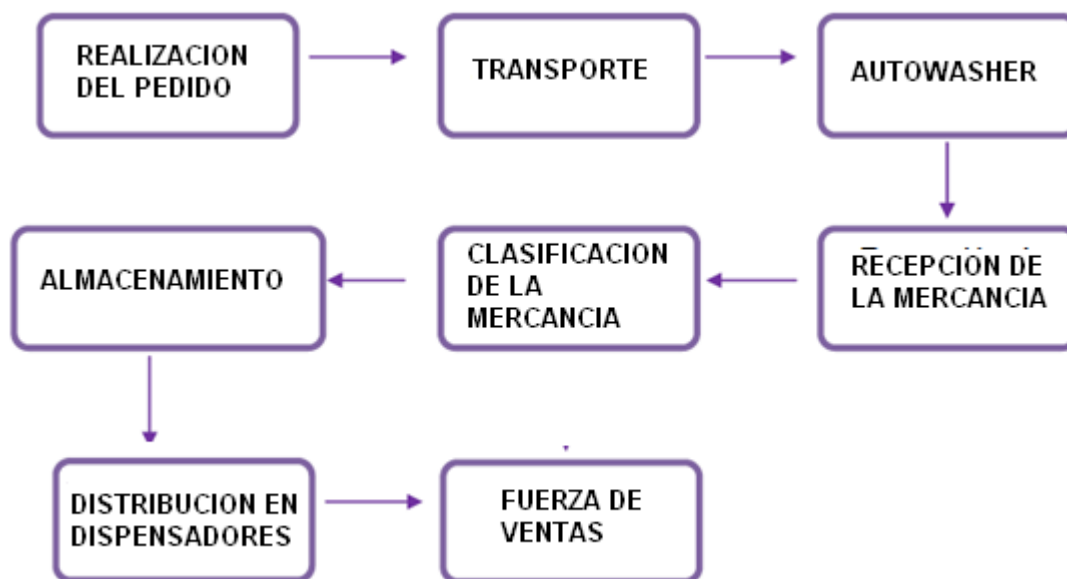 REALIZACION
DEL PEDIDO
TRANSPORTE
AUTOWASHER
RECEPCIÓN DE
LA MERCANCIA
CLASIFICACION
DE LA
MERCANCIA
ALMACENAMIENTO
DISTRIBUCION EN
DISPENSADORES
FUERZA DE
VENTAS